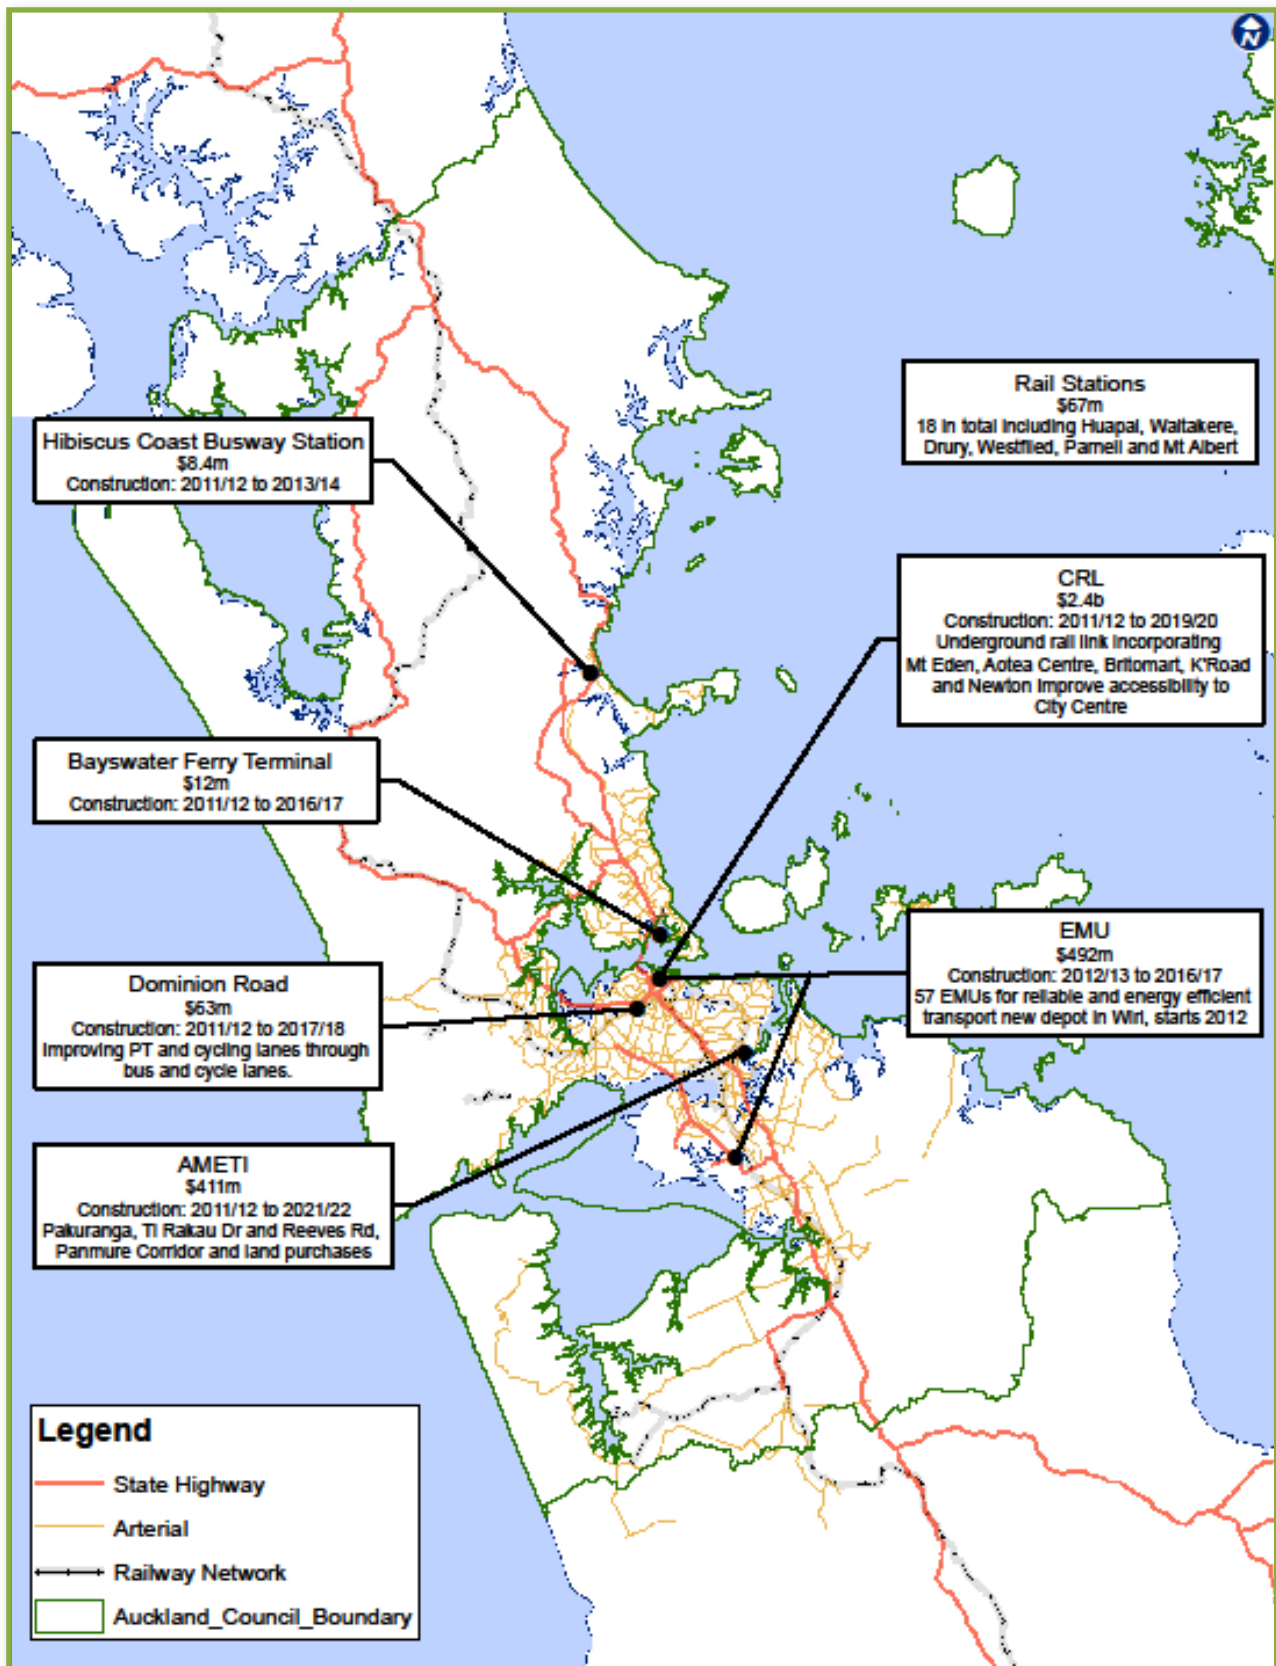 N
Rail Stations
$67m
18 in total including Huapai, Waitakere,
Drury, Westflied, Parnell and Mt Albert
Hibiscus Coast Busway Station
$8.4m
Construction: 2011/12 to 2013/14
CRL
$2.4b
Construction: 2011/12 to 2019/20
Underground rail link incorporating
Mt Eden, Aotea Centre, Britomart, K'Road
and Newton improve accessibility to
City Centre
Bayswater Ferry Terminal
$12m
Construction: 2011/12 to 2016/17
EMU
$492m
Construction: 2012/13 to 2016/17
57 EMUs for reliable and energy efficient
transport new depot in Wiri, starts 2012
Dominion Road
$63m
Construction: 2011/12 to 2017/18
Improving PT and cycling lanes through
bus and cycle lanes.
AMETI
$411m
Construction: 2011/12 to 2021/22
Pakuranga, Ti Rakau Dr and Reeves Rd,
Panmure Corridor and land purchases
Legend
State Highway
Arterial
Railway Network
Auckland_Council_Boundary